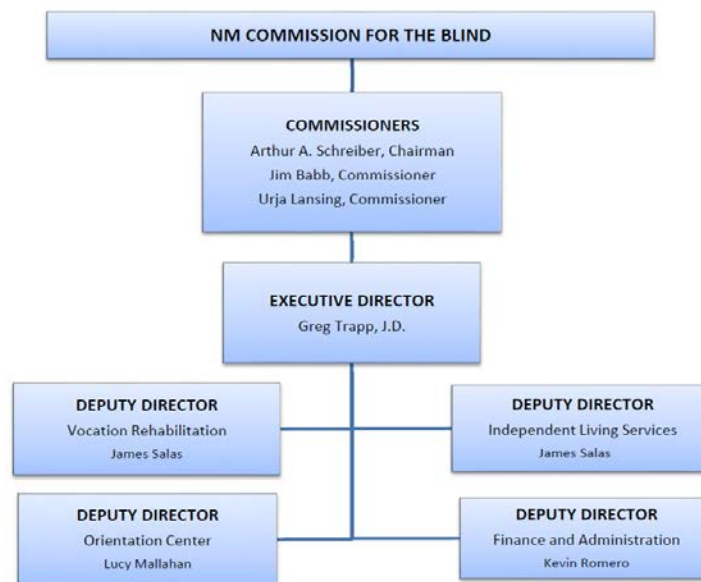 NM COMMISSION FOR THE BLIND
COMMISSIONERS
Arthur A. Schreiber, Chairman
Jim Babb, Commissioner
Urja Lansing, Commissioner
EXECUTIVE DIRECTOR
Greg Trapp, J.D.
DEPUTY DIRECTOR
Vocation Rehabilitation
James Salas
DEPUTY DIRECTOR
Independent Living Services
James Salas
DEPUTY DIRECTOR
Orientation Center
Lucy Mallahan
DEPUTY DIRECTOR
Finance and Administration
Kevin Romero